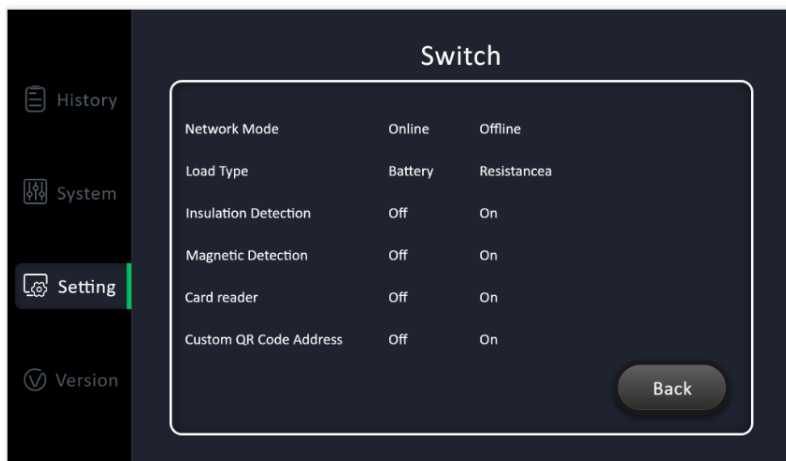 Switch
History
System
Setting
Version
Network Mode Online Offline
Load Type Battery Resistancea
Insulation Detection Off On
Magnetic Detection Off On
Card reader Off On
Custom QR Code Address Off On
Back